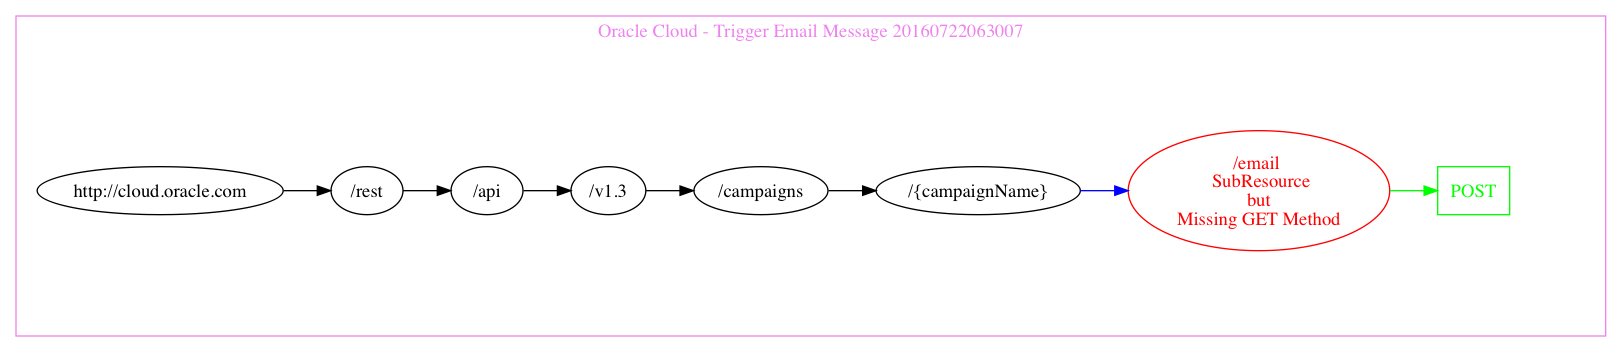 Oracle Cloud - Trigger Email Message 20160722063007
http://cloud.oracle.com
/rest
/api
/v1.3
/campaigns
/{campaignName}
/email
SubResource
but
Missing GET Method
POST